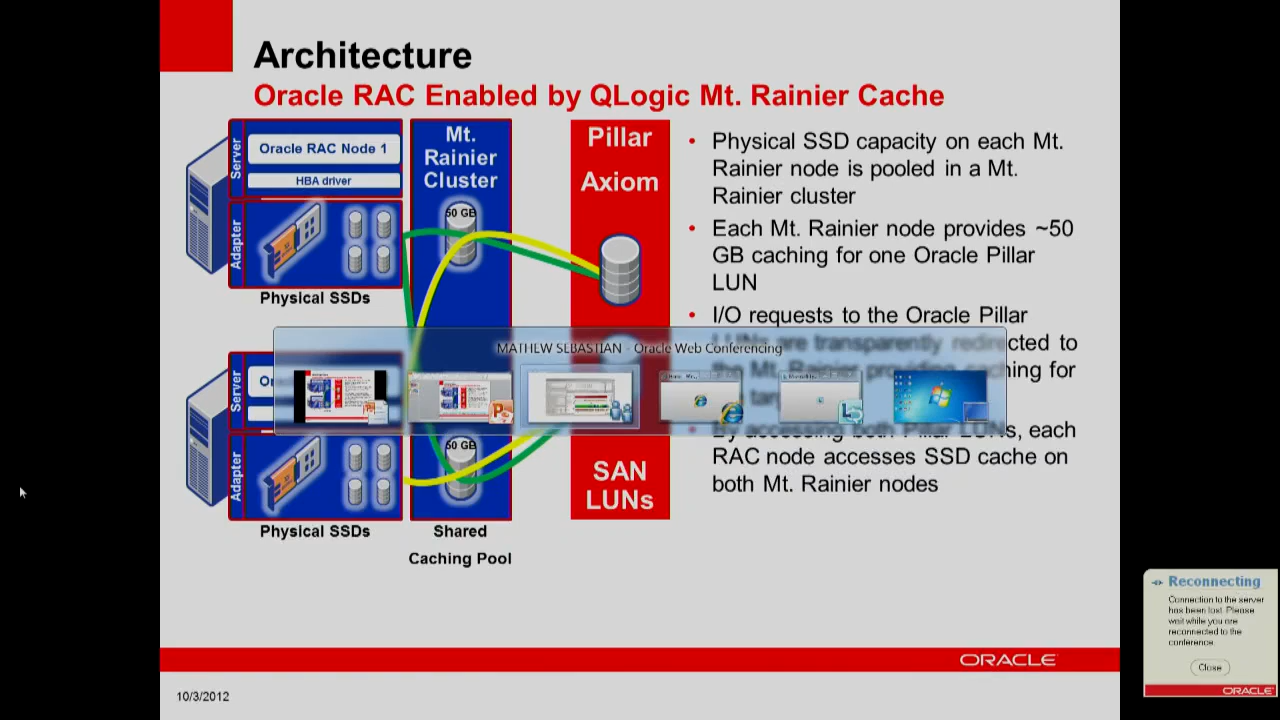 Architecture
Oracle RAC Enabled by QLogic Mt. Rainier Cache
Server
Oracle RAC Node 1
HBA driver
Adapter
Physical SSDs
Mt.
Rainier
Cluster
50 GB
Pillar
Axiom
• Physical SSD capacity on each Mt.
Rainier node is pooled in a Mt.
Rainier cluster
• Each Mt. Rainier node provides ~50
GB caching for one Oracle Pillar
LUN
• I/O requests to the Oracle Pillar
LUNs are transparently redirected to
• By accessing both Pillar LUNs, each
RAC node accesses SSD cache on
both Mt. Rainier nodes
MATHEW SEBASTIAN - Oracle Web Conferencing
Server
Adapter
Physical SSDs
50 GB
Shared
Caching Pool
SAN
LUNs
Reconnecting
Connection to the server
has been lost. Please
wait while you are
reconnected to the
conference.
Close
ORACLE
ORACLE
10/3/2012